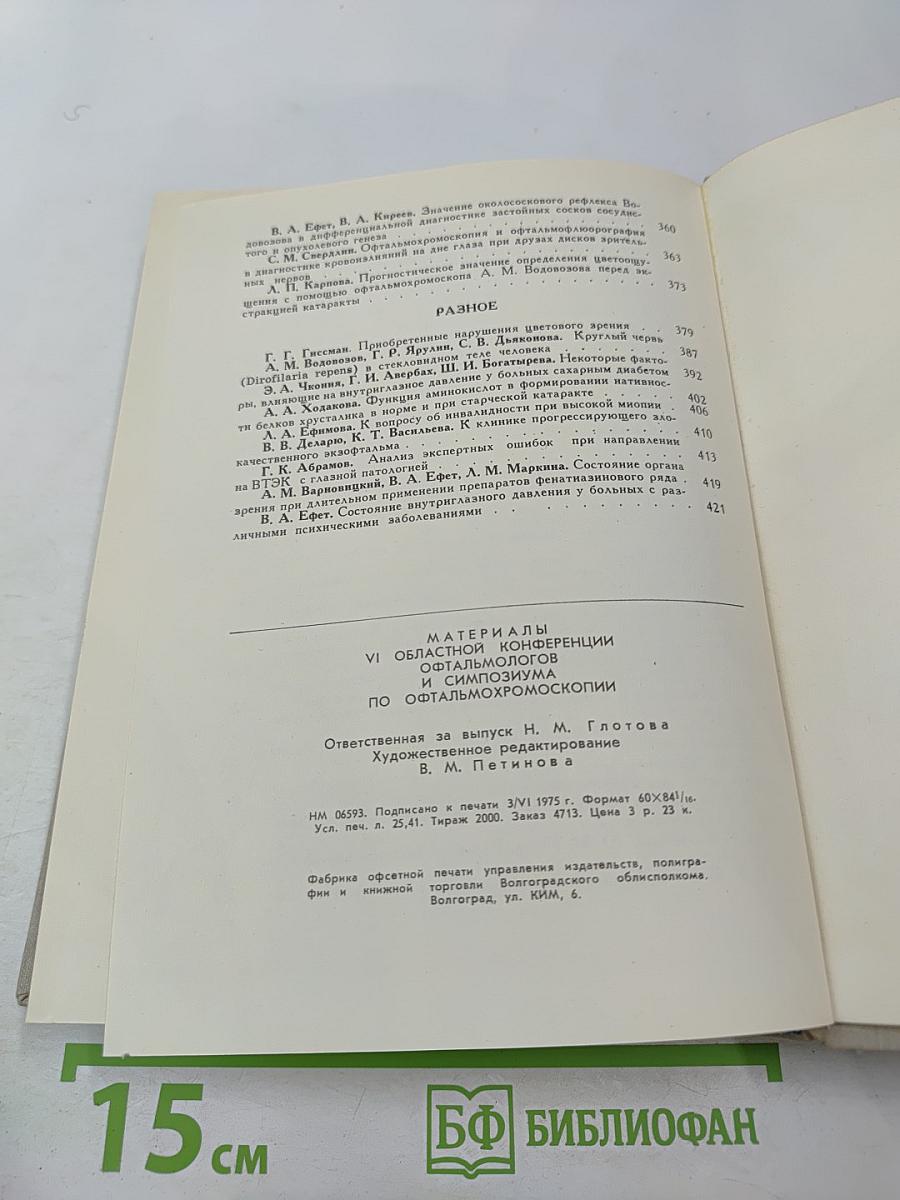 В. А. Ефет, В. А. Киреев. Значение околососкового рефлекса Во-
довозова в дифференциальной диагностике застойных сосков сосудис-
того и опухолевого генеза . . . . . . . . . . . . . 360
С. М. Свердлин. Офтальмохромоскопия и офтальмофлюорография
в диагностике кровоизлияний на дне глаза при друзах дисков зритель-
ных нервов . . . . . . . . . . . . . . . . 363
Л. П. Карпова. Прогностическое значение определения цветоощу-
щения с помощью офтальмохромоскопа А. М. Водовозова перед эк-
стракцией катаракты . . . . . . . . . . . . . . 373
РАЗНОЕ
Г. Г. Гиссман. Приобретенные нарушения цветового зрения . . 379
А. М. Водовозов, Г. Р. Ярулин, С. В. Дьяконова. Круглый червь
(Dirofilaria repens) в стекловидном теле человека . . . . . . . 387
Э. А. Чкония, Г. И. Авербах, Ш. И. Богатырева. Некоторые факто-
ры, влияющие на внутриглазное давление у больных сахарным диабетом 392
А. А. Ходакова. Функция аминокислот в формировании нативнос-
ти белков хрусталика в норме и при старческой катаракте . . . . . 402
Л. А. Ефимова. К вопросу об инвалидности при высокой миопии . 406
В. В. Деларю, К. Т. Васильева. К клинике прогрессирующего зло-
качественного экзофтальма . . . . . . . . . . . . . 410
Г. К. Абрамов. Анализ экспертных ошибок при направлении
на ВТЭК с глазной патологией . . . . . . . . . . . . 413
А. М. Варновицкий, В. А. Ефет, Л. М. Маркина. Состояние органа
зрения при длительном применении препаратов фенатиазинового ряда . 419
В. А. Ефет. Состояние внутриглазного давления у больных с раз-
личными психическими заболеваниями . . . . . . . . . . 421
МАТЕРИАЛЫ
VI ОБЛАСТНОЙ КОНФЕРЕНЦИИ
ОФТАЛЬМОЛОГОВ
И СИМПОЗИУМА
ПО ОФТАЛЬМОХРОМОСКОПИИ
Ответственная за выпуск Н. М. Глотова
Художественное редактирование
В. М. Петинова
НМ 06593. Подписано к печати 3/VI 1975 г. Формат 60×84¹/₁₆.
Усл. печ. л. 25,41. Тираж 2000. Заказ 4713. Цена 3 р. 23 к.
Фабрика офсетной печати управления издательств, полигра-
фии и книжной торговли Волгоградского облисполкома.
Волгоград, ул. КИМ, 6.
15 см
БФ БИБЛИОФАН